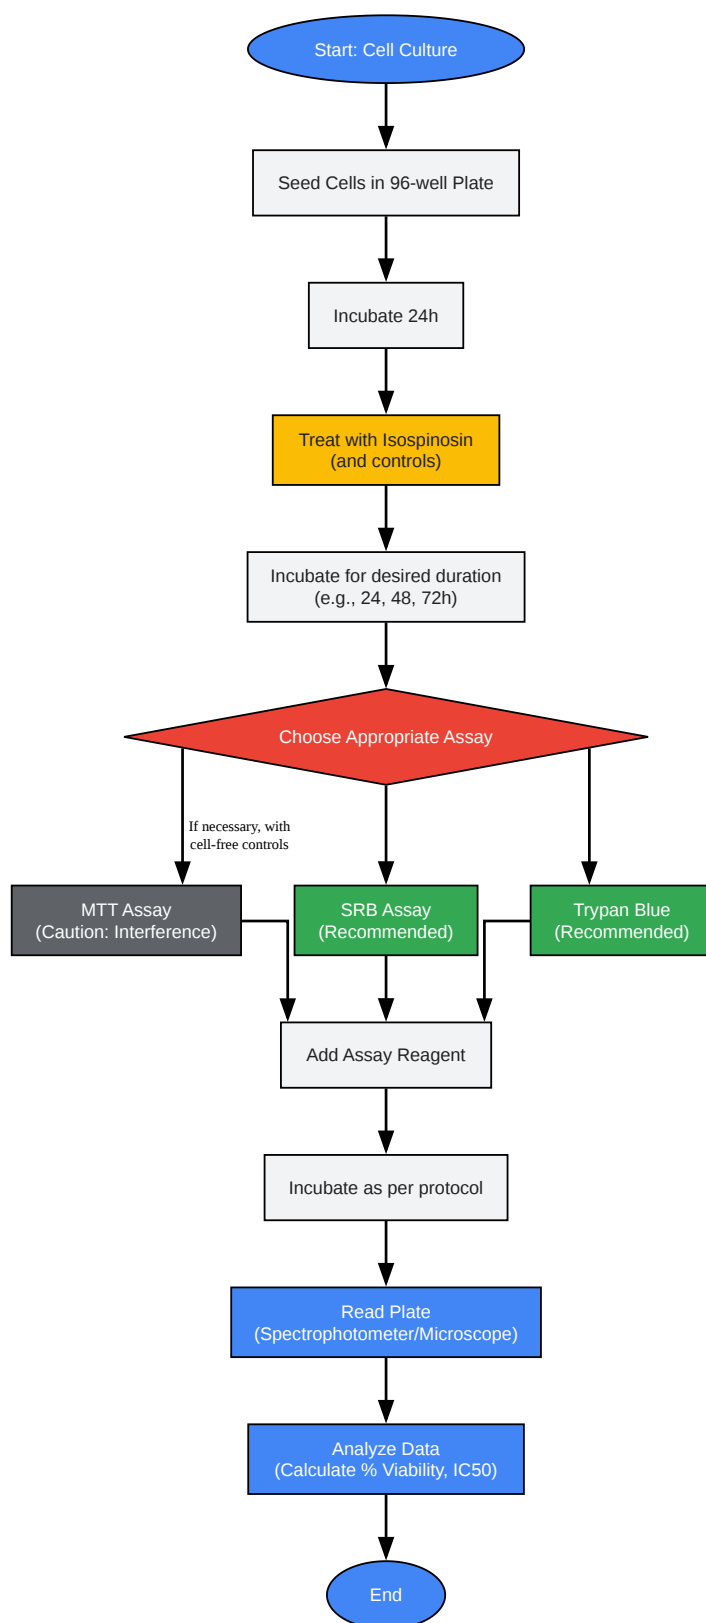 Start: Cell Culture
Seed Cells in 96-well Plate
Incubate 24h
Treat with Isospinosin
(and controls)
Incubate for desired duration
(e.g., 24, 48, 72h)
Choose Appropriate Assay
If necessary, with
cell-free controls
MTT Assay
(Caution: Interference)
SRB Assay
(Recommended)
Trypan Blue
(Recommended)
Add Assay Reagent
Incubate as per protocol
Read Plate
(Spectrophotometer/Microscope)
Analyze Data
(Calculate % Viability, IC50)
End